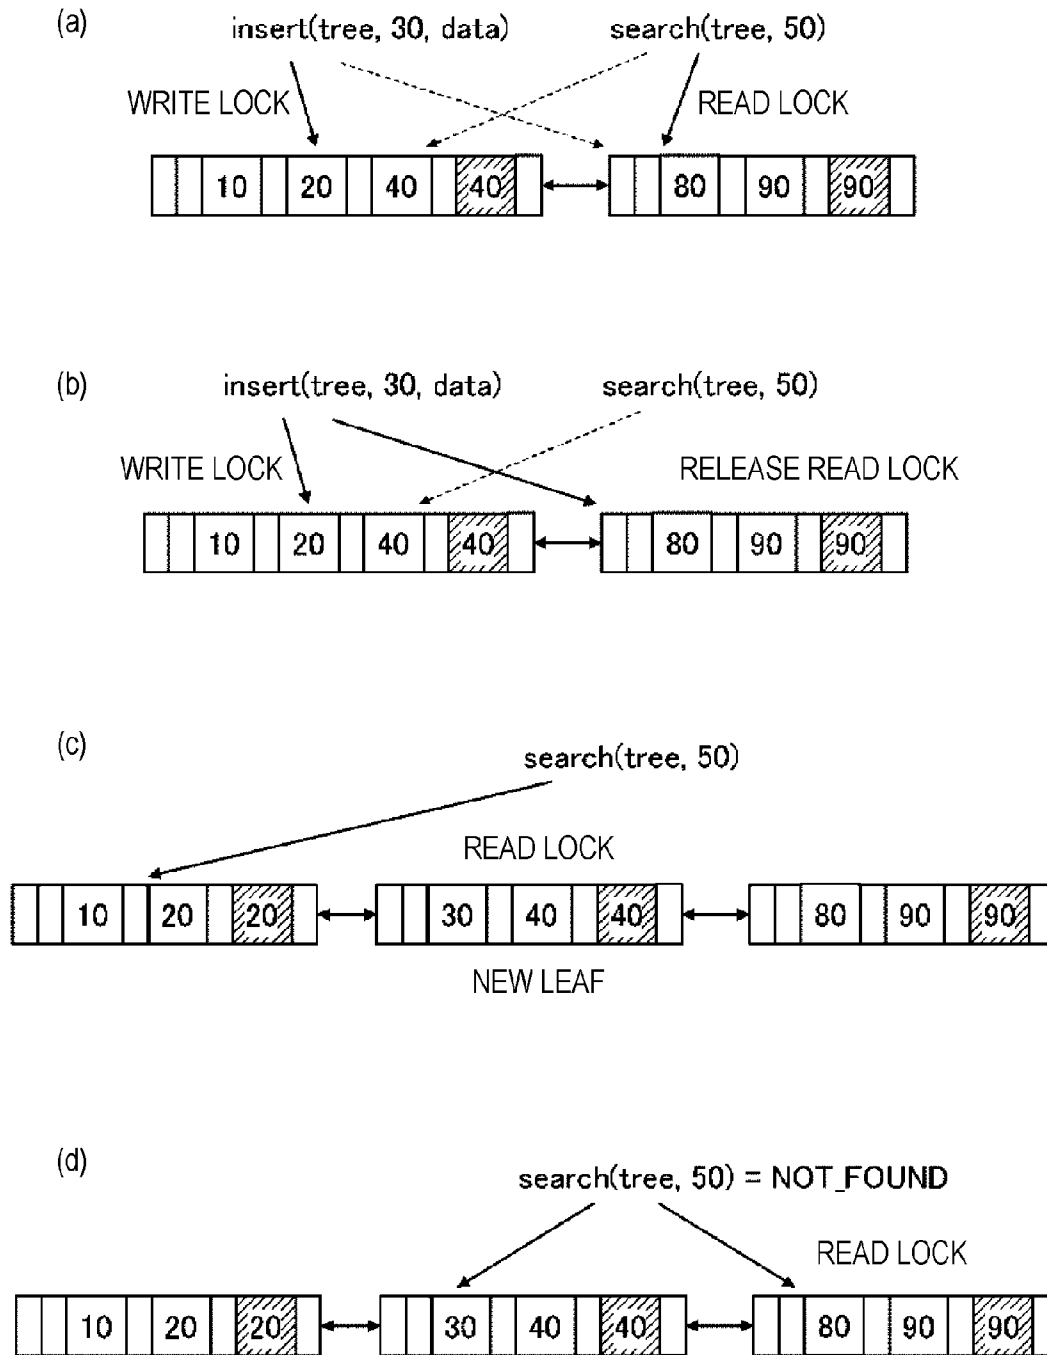 (a)
insert(tree, 30, data) search(tree, 50)
WRITE LOCK READ LOCK
10 20 40 40 80 90 90
(b)
insert(tree, 30, data) search(tree, 50)
WRITE LOCK RELEASE READ LOCK
10 20 40 40 80 90 90
(c)
search(tree, 50)
READ LOCK
10 20 20 30 40 40 80 90 90
NEW LEAF
(d)
search(tree, 50) = NOT_FOUND
READ LOCK
10 20 20 30 40 40 80 90 90